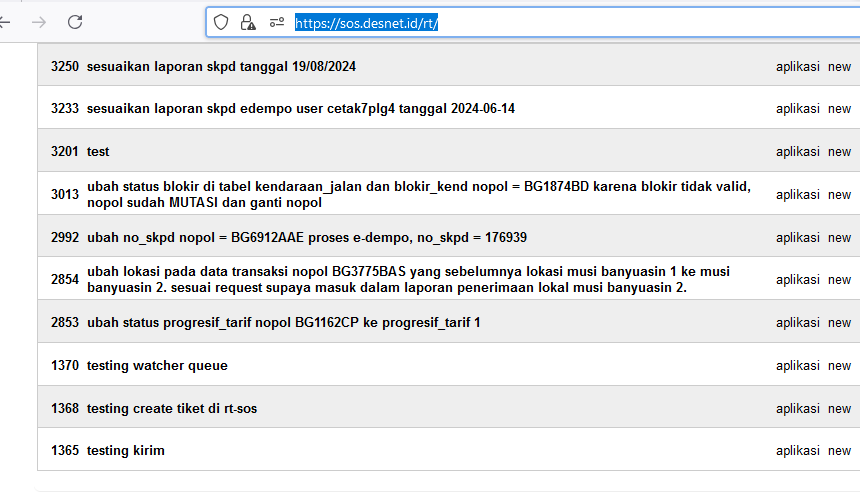 https://sos.desnet.id/rt/
3250 sesuaikan laporan skpd tanggal 19/08/2024 aplikasi new
3233 sesuaikan laporan skpd edempo user cetak7plg4 tanggal 2024-06-14 aplikasi new
3201 test aplikasi new
3013 ubah status blokir di tabel kendaraan_jalan dan blokir_kend nopol = BG1874BD karena blokir tidak valid, aplikasi new
nopol sudah MUTASI dan ganti nopol
2992 ubah no_skpd nopol = BG6912AAE proses e-dempo, no_skpd = 176939 aplikasi new
2854 ubah lokasi pada data transaksi nopol BG3775BAS yang sebelumnya lokasi musi banyuasin 1 ke musi aplikasi new
banyuasin 2. sesuai request supaya masuk dalam laporan penerimaan lokal musi banyuasin 2.
2853 ubah status progresif_tarif nopol BG1162CP ke progresif_tarif 1 aplikasi new
1370 testing watcher queue aplikasi new
1368 testing create tiket di rt-sos aplikasi new
1365 testing kirim aplikasi new